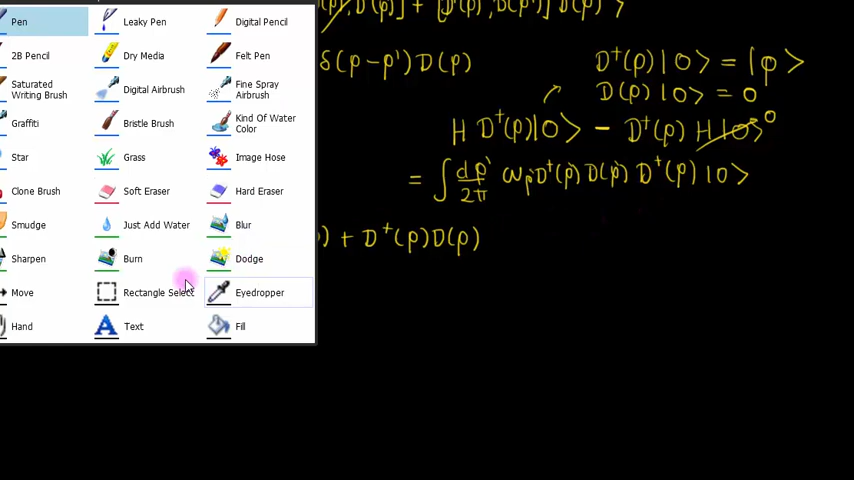 Pen Leaky Pen Digital Pencil
2B Pencil Dry Media Felt Pen
Saturated Writing Brush Digital Airbrush Fine Spray Airbrush
Graffiti Bristle Brush Kind Of Water Color
Star Grass Image Hose
Clone Brush Soft Eraser Hard Eraser
Smudge Just Add Water Blur
Sharpen Burn Dodge
Move Rectangle Select Eyedropper
Hand Text Fill
δ(p-p')D(p)
D†(p)|0> = |p>
D(p)|0> = 0
H D†(p)|0> - D†(p) H|0> 0
= ∫ dp'/2π ωp' D†(p') D(p') D†(p) |0>
) + D†(p)D(p)